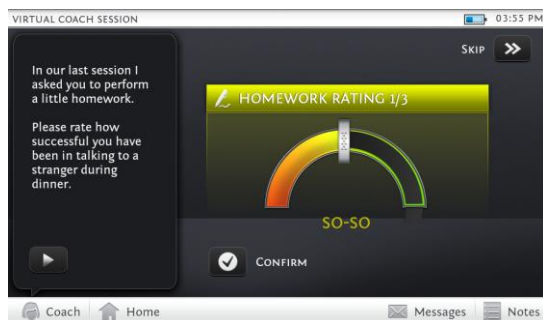 VIRTUAL COACH SESSION
03:55 PM
SKIP
In our last session I
asked you to perform
a little homework.
Please rate how
successful you have
been in talking to a
stranger during
dinner.
HOMEWORK RATING 1/3
SO-SO
CONFIRM
Coach
Home
Messages
Notes